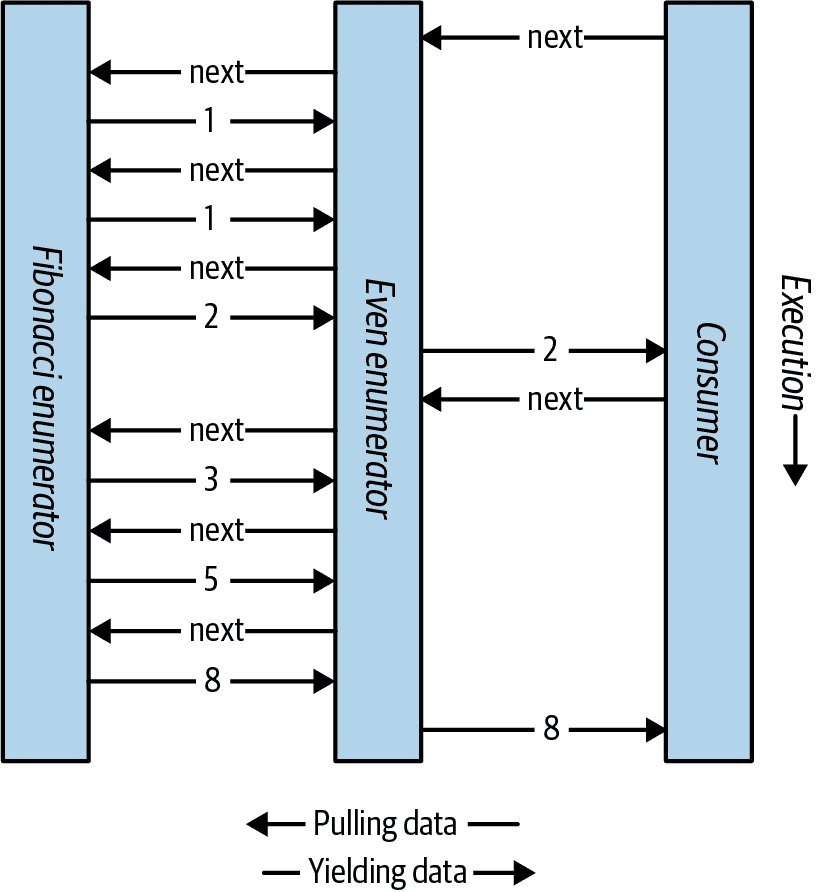 next
next
1
next
1
next
2
2
next
next
3
next
5
next
8
8
Fibonacci enumerator
Even enumerator
Consumer
Execution
Pulling data
Yielding data